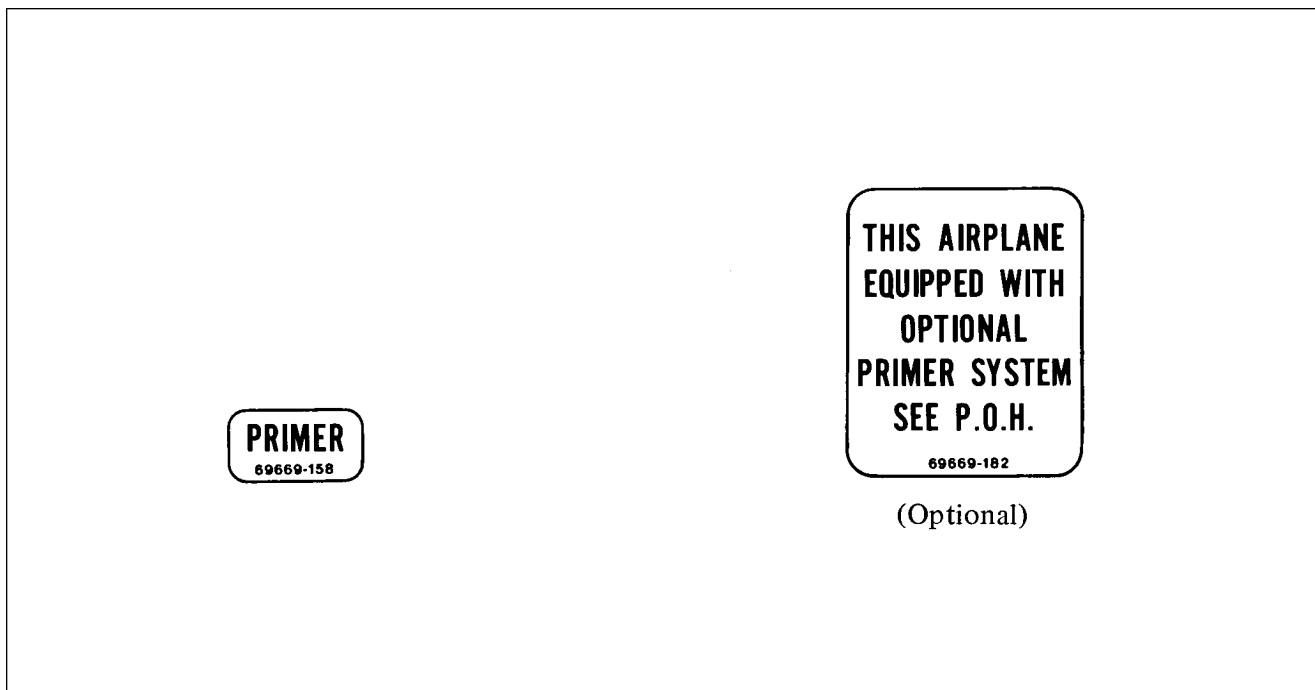 PRIMER
69669-158
THIS AIRPLANE
EQUIPPED WITH
OPTIONAL
PRIMER SYSTEM
SEE P.O.H.
69669-182
(Optional)